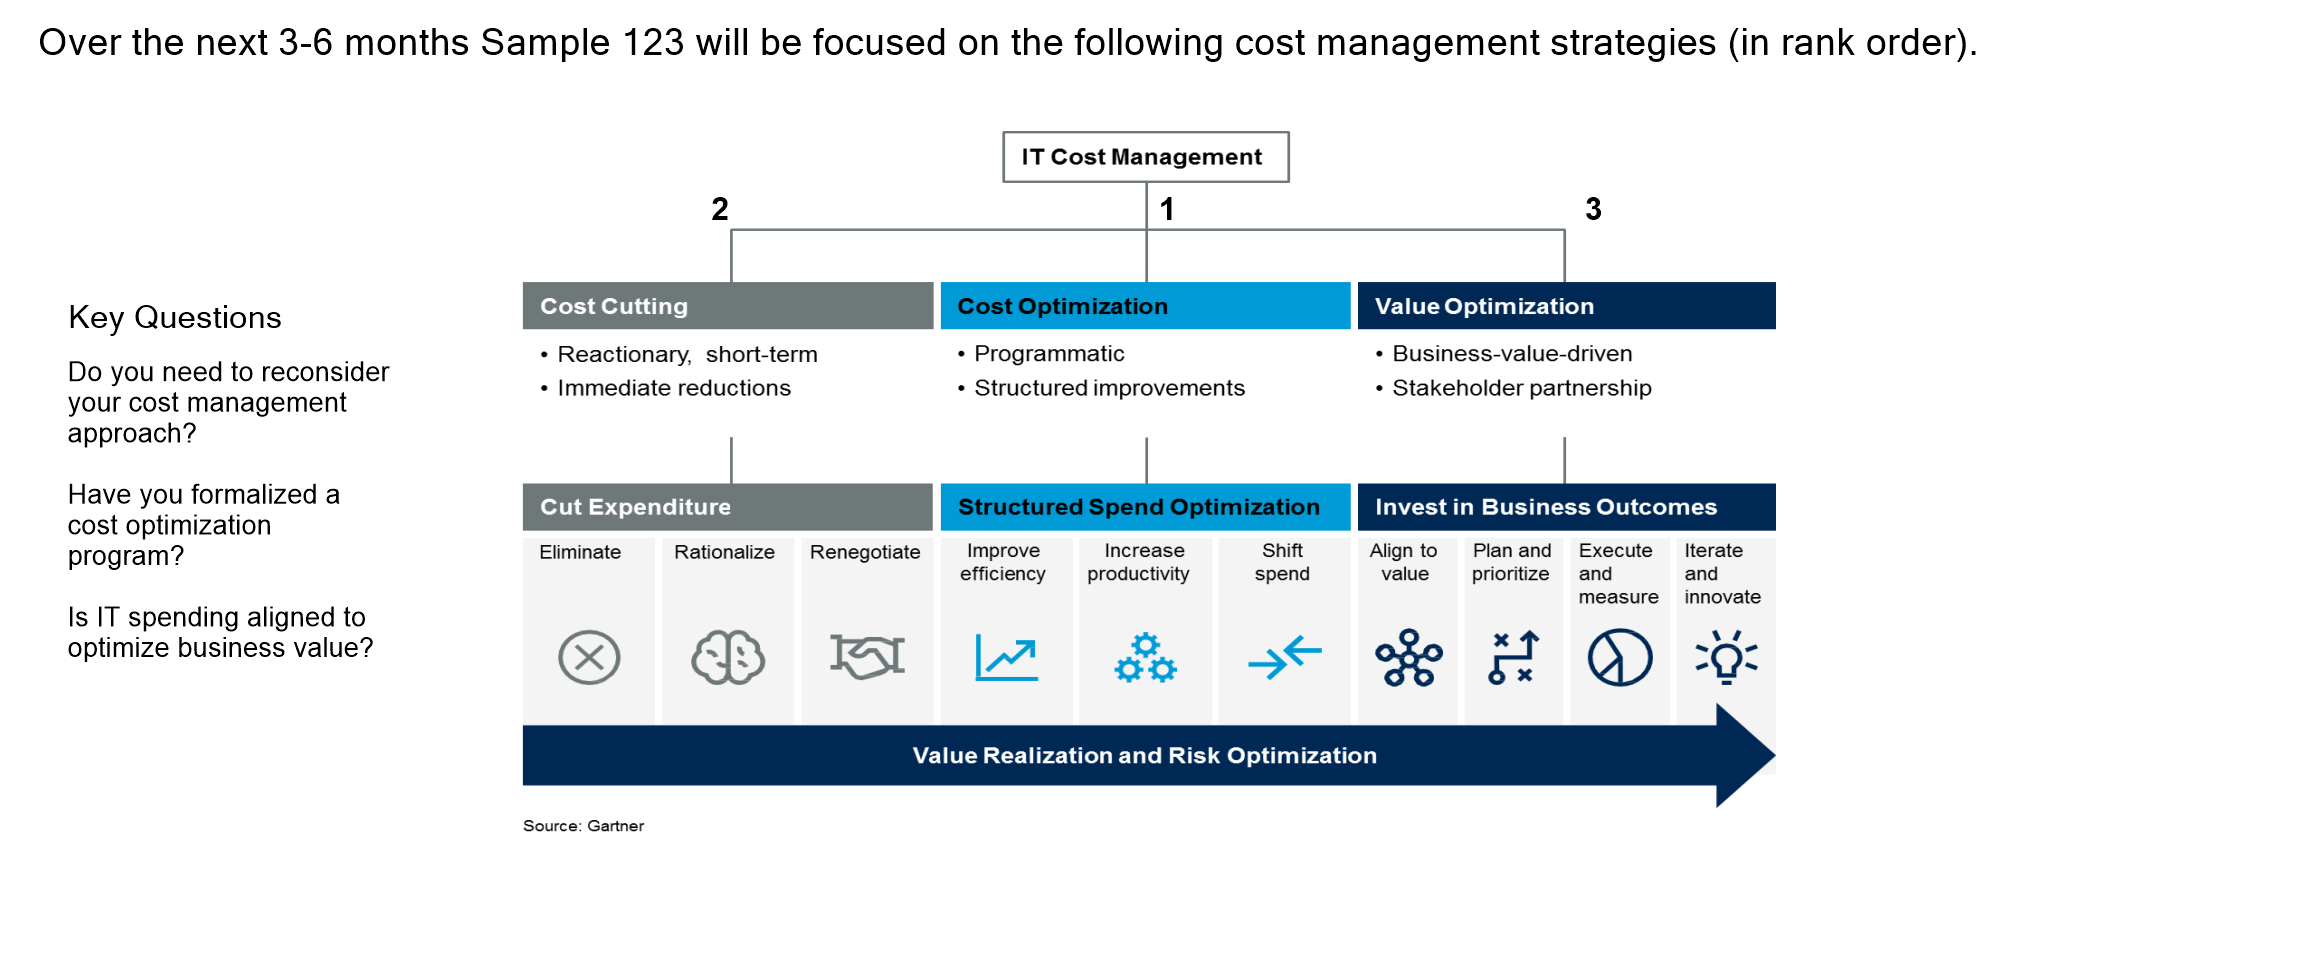 Over the next 3-6 months Sample 123 will be focused on the following cost management strategies (in rank order).
IT Cost Management
2
1
3
Key Questions
Do you need to reconsider
your cost management
approach?
Have you formalized a
cost optimization
program?
Is IT spending aligned to
optimize business value?
Cost Cutting
• Reactionary, short-term
• Immediate reductions
Cost Optimization
• Programmatic
• Structured improvements
Value Optimization
• Business-value-driven
• Stakeholder partnership
Cut Expenditure
Eliminate
Rationalize
Renegotiate
Structured Spend Optimization
Improve
efficiency
Increase
productivity
Shift
spend
Invest in Business Outcomes
Align to
value
Plan and
prioritize
Execute
and
measure
Iterate
and
innovate
Value Realization and Risk Optimization
Source: Gartner